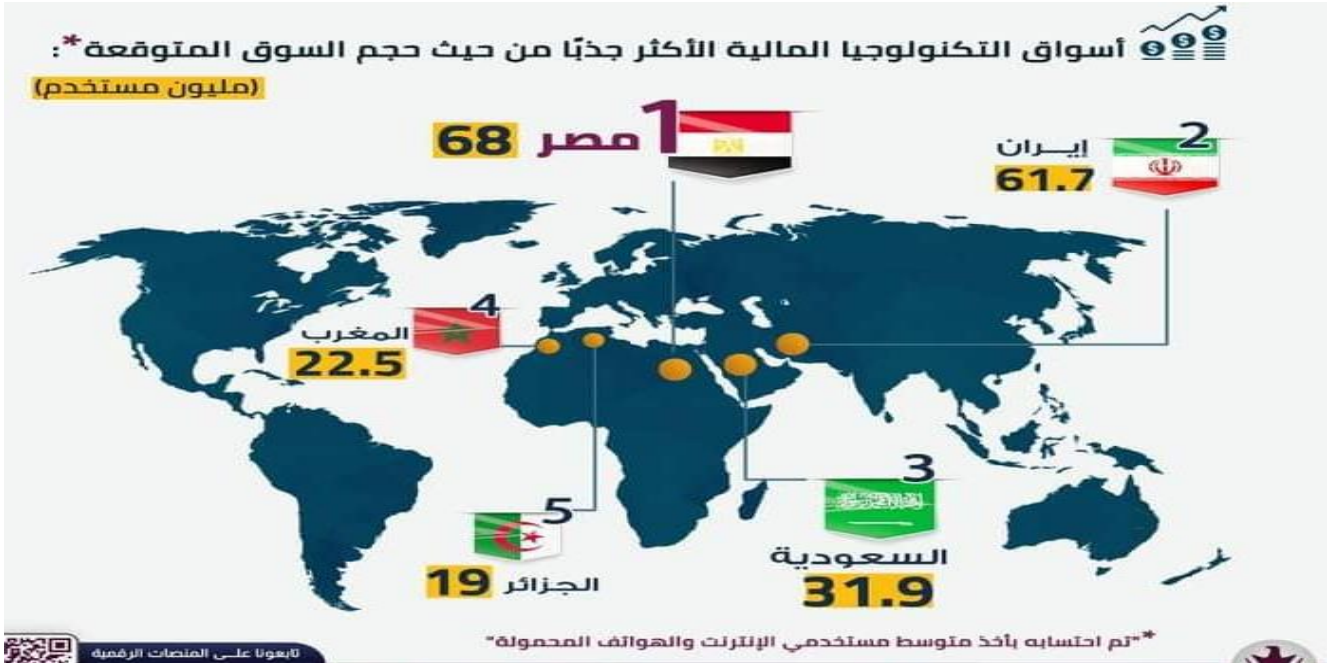 أسواق التكنولوجيا المالية الأكثر جذبًا من حيث حجم السوق المتوقعة*:
(مليون مستخدم)
1 مصر 68
2
إيــران
61.7
4
المغرب
22.5
3
السعودية
31.9
5
الجزائر 19
*"تم احتسابه بأخذ متوسط مستخدمي الإنترنت والهواتف المحمولة"
تابعونا علــى المنصات الرقمية